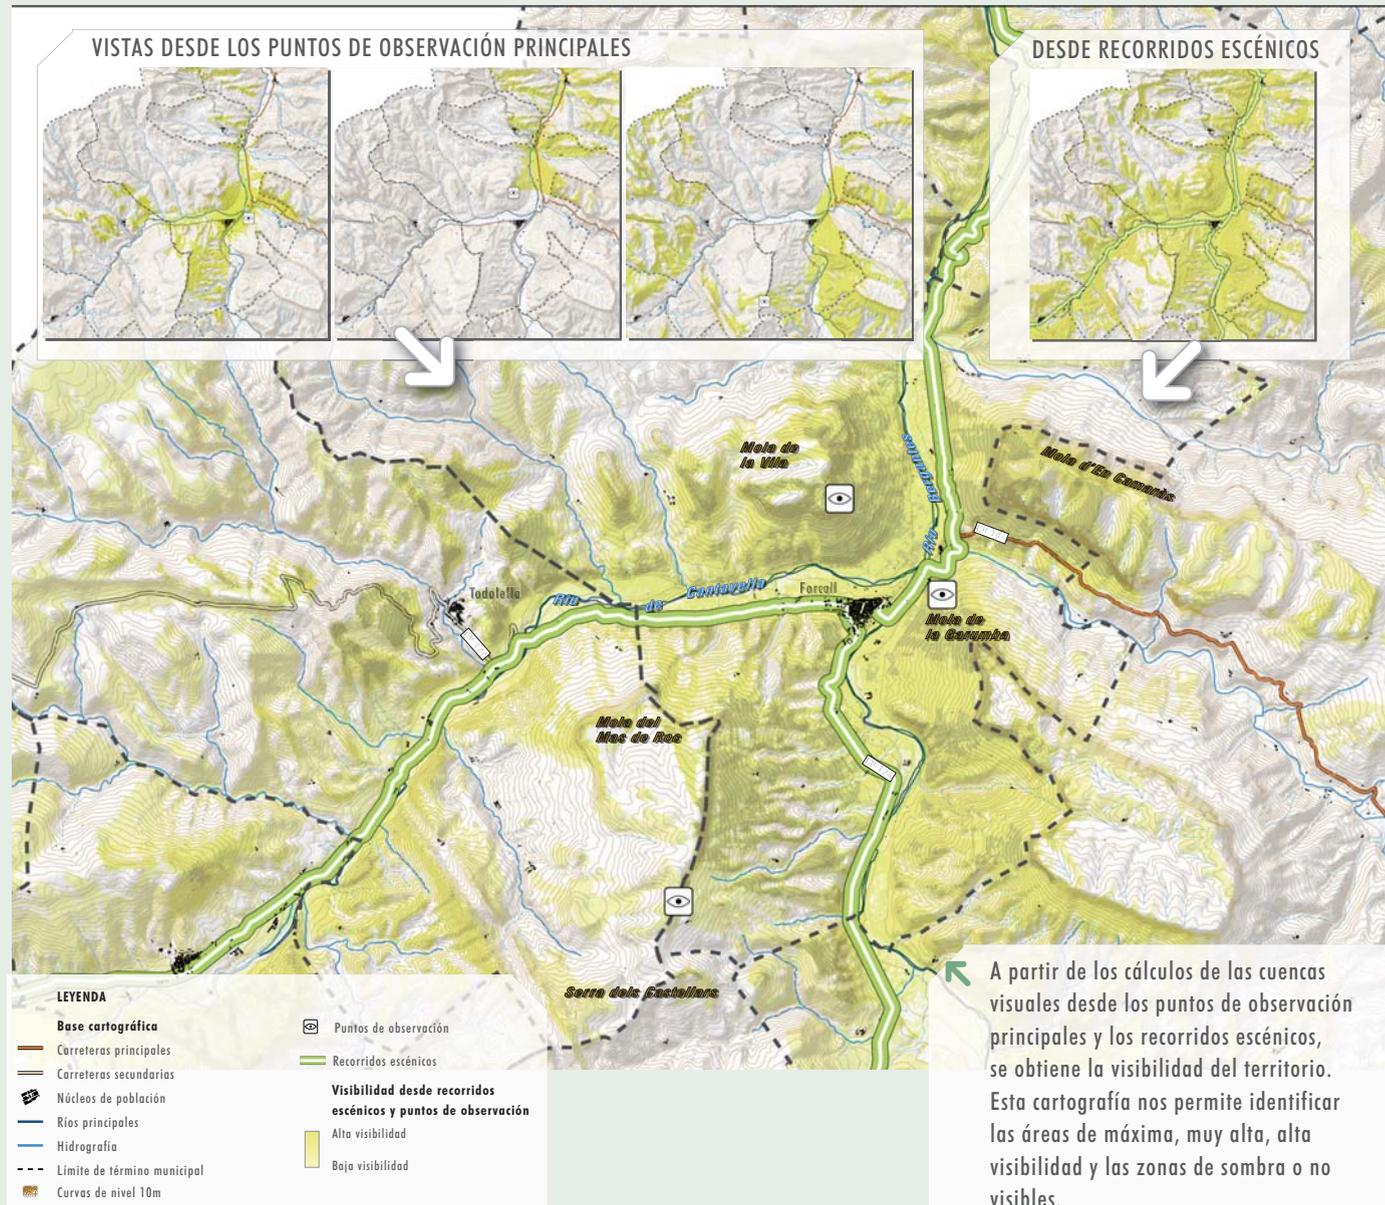 VISTAS DESDE LOS PUNTOS DE OBSERVACIÓN PRINCIPALES
DESDE RECORRIDOS ESCÉNICOS
Mola de
la Vila
Bergantes
Río
Mola d'En Camaràs
Todolella
Río
de
Cantavella
Forcall
Mola de
la Garumba
Mola del
Mas de Roc
Serra dels Castellars
LEYENDA
Base cartográfica
Carreteras principales
Carreteras secundarias
Núcleos de población
Ríos principales
Hidrografía
Límite de término municipal
Curvas de nivel 10m
Puntos de observación
Recorridos escénicos
Visibilidad desde recorridos
escénicos y puntos de observación
Alta visibilidad
Baja visibilidad
A partir de los cálculos de las cuencas
visuales desde los puntos de observación
principales y los recorridos escénicos,
se obtiene la visibilidad del territorio.
Esta cartografía nos permite identificar
las áreas de máxima, muy alta, alta
visibilidad y las zonas de sombra o no
visibles.